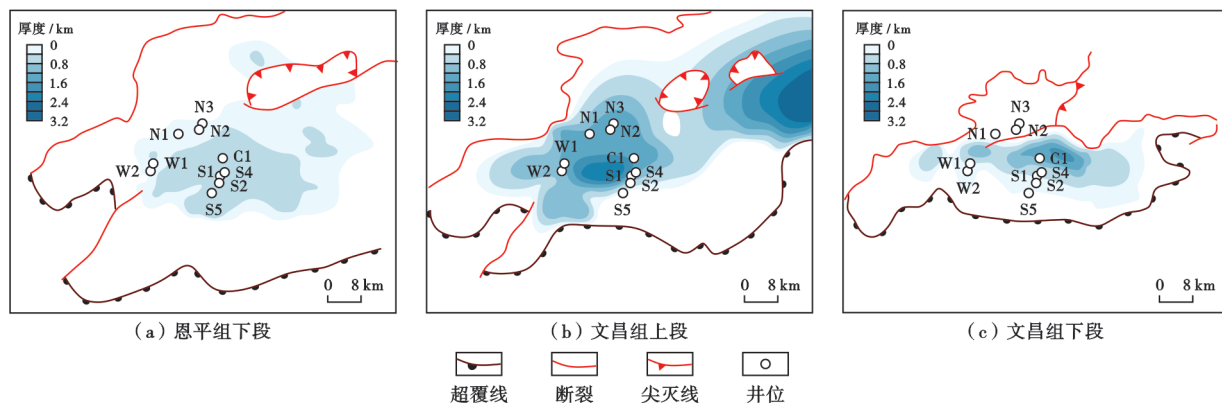 厚度 / km
0
0.8
1.6
2.4
3.2
N3
N1
N2
W1
W2
C1
S1
S4
S2
S5
0 8 km
(a) 恩平组下段
厚度 / km
0
0.8
1.6
2.4
3.2
N3
N1
N2
W1
W2
C1
S1
S4
S2
S5
0 8 km
(b) 文昌组上段
厚度 / km
0
0.8
1.6
2.4
3.2
N3
N1
N2
W1
W2
C1
S1
S4
S2
S5
0 8 km
(c) 文昌组下段
超覆线 断裂 尖灭线 井位